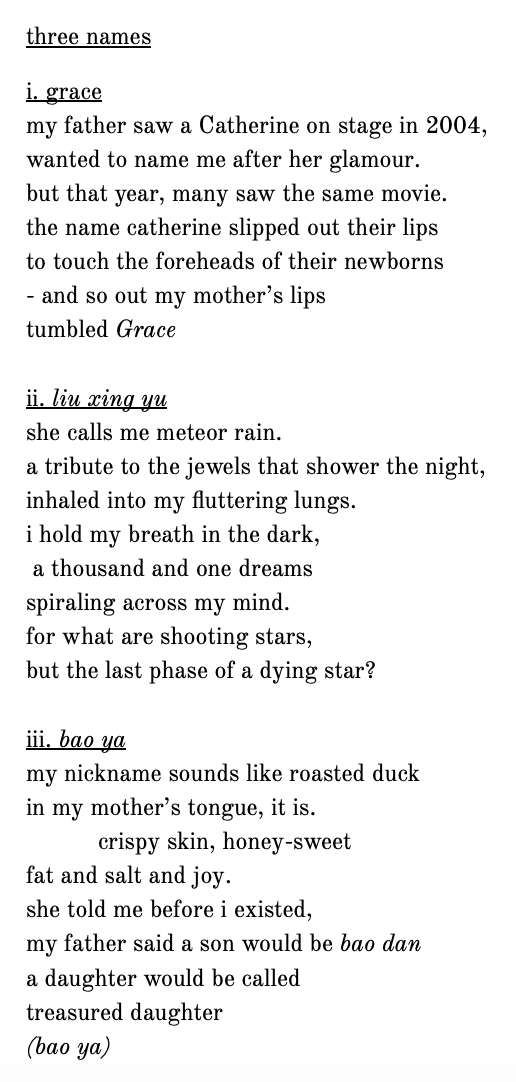 three names
i. grace
my father saw a Catherine on stage in 2004,
wanted to name me after her glamour.
but that year, many saw the same movie.
the name catherine slipped out their lips
to touch the foreheads of their newborns
- and so out my mother’s lips
tumbled Grace
ii. liu xing yu
she calls me meteor rain.
a tribute to the jewels that shower the night,
inhaled into my fluttering lungs.
i hold my breath in the dark,
a thousand and one dreams
spiraling across my mind.
for what are shooting stars,
but the last phase of a dying star?
iii. bao ya
my nickname sounds like roasted duck
in my mother’s tongue, it is.
crispy skin, honey-sweet
fat and salt and joy.
she told me before i existed,
my father said a son would be bao dan
a daughter would be called
treasured daughter
(bao ya)